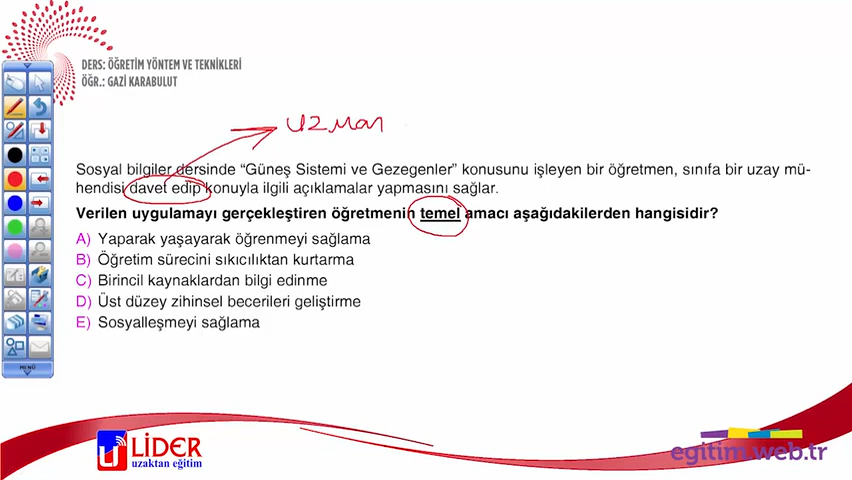 DERS: ÖĞRETİM YÖNTEM VE TEKNİKLERİ
ÖĞR.: GAZİ KARABULUT
uzman
Sosyal bilgiler dersinde “Güneş Sistemi ve Gezegenler” konusunu işleyen bir öğretmen, sınıfa bir uzay mü-
hendisi davet edip konuyla ilgili açıklamalar yapmasını sağlar.
Verilen uygulamayı gerçekleştiren öğretmenin temel amacı aşağıdakilerden hangisidir?
A) Yaparak yaşayarak öğrenmeyi sağlama
B) Öğretim sürecini sıkıcılıktan kurtarma
C) Birincil kaynaklardan bilgi edinme
D) Üst düzey zihinsel becerileri geliştirme
E) Sosyalleşmeyi sağlama
MENÜ
LİDER
uzaktan eğitim
egitim.web.tr